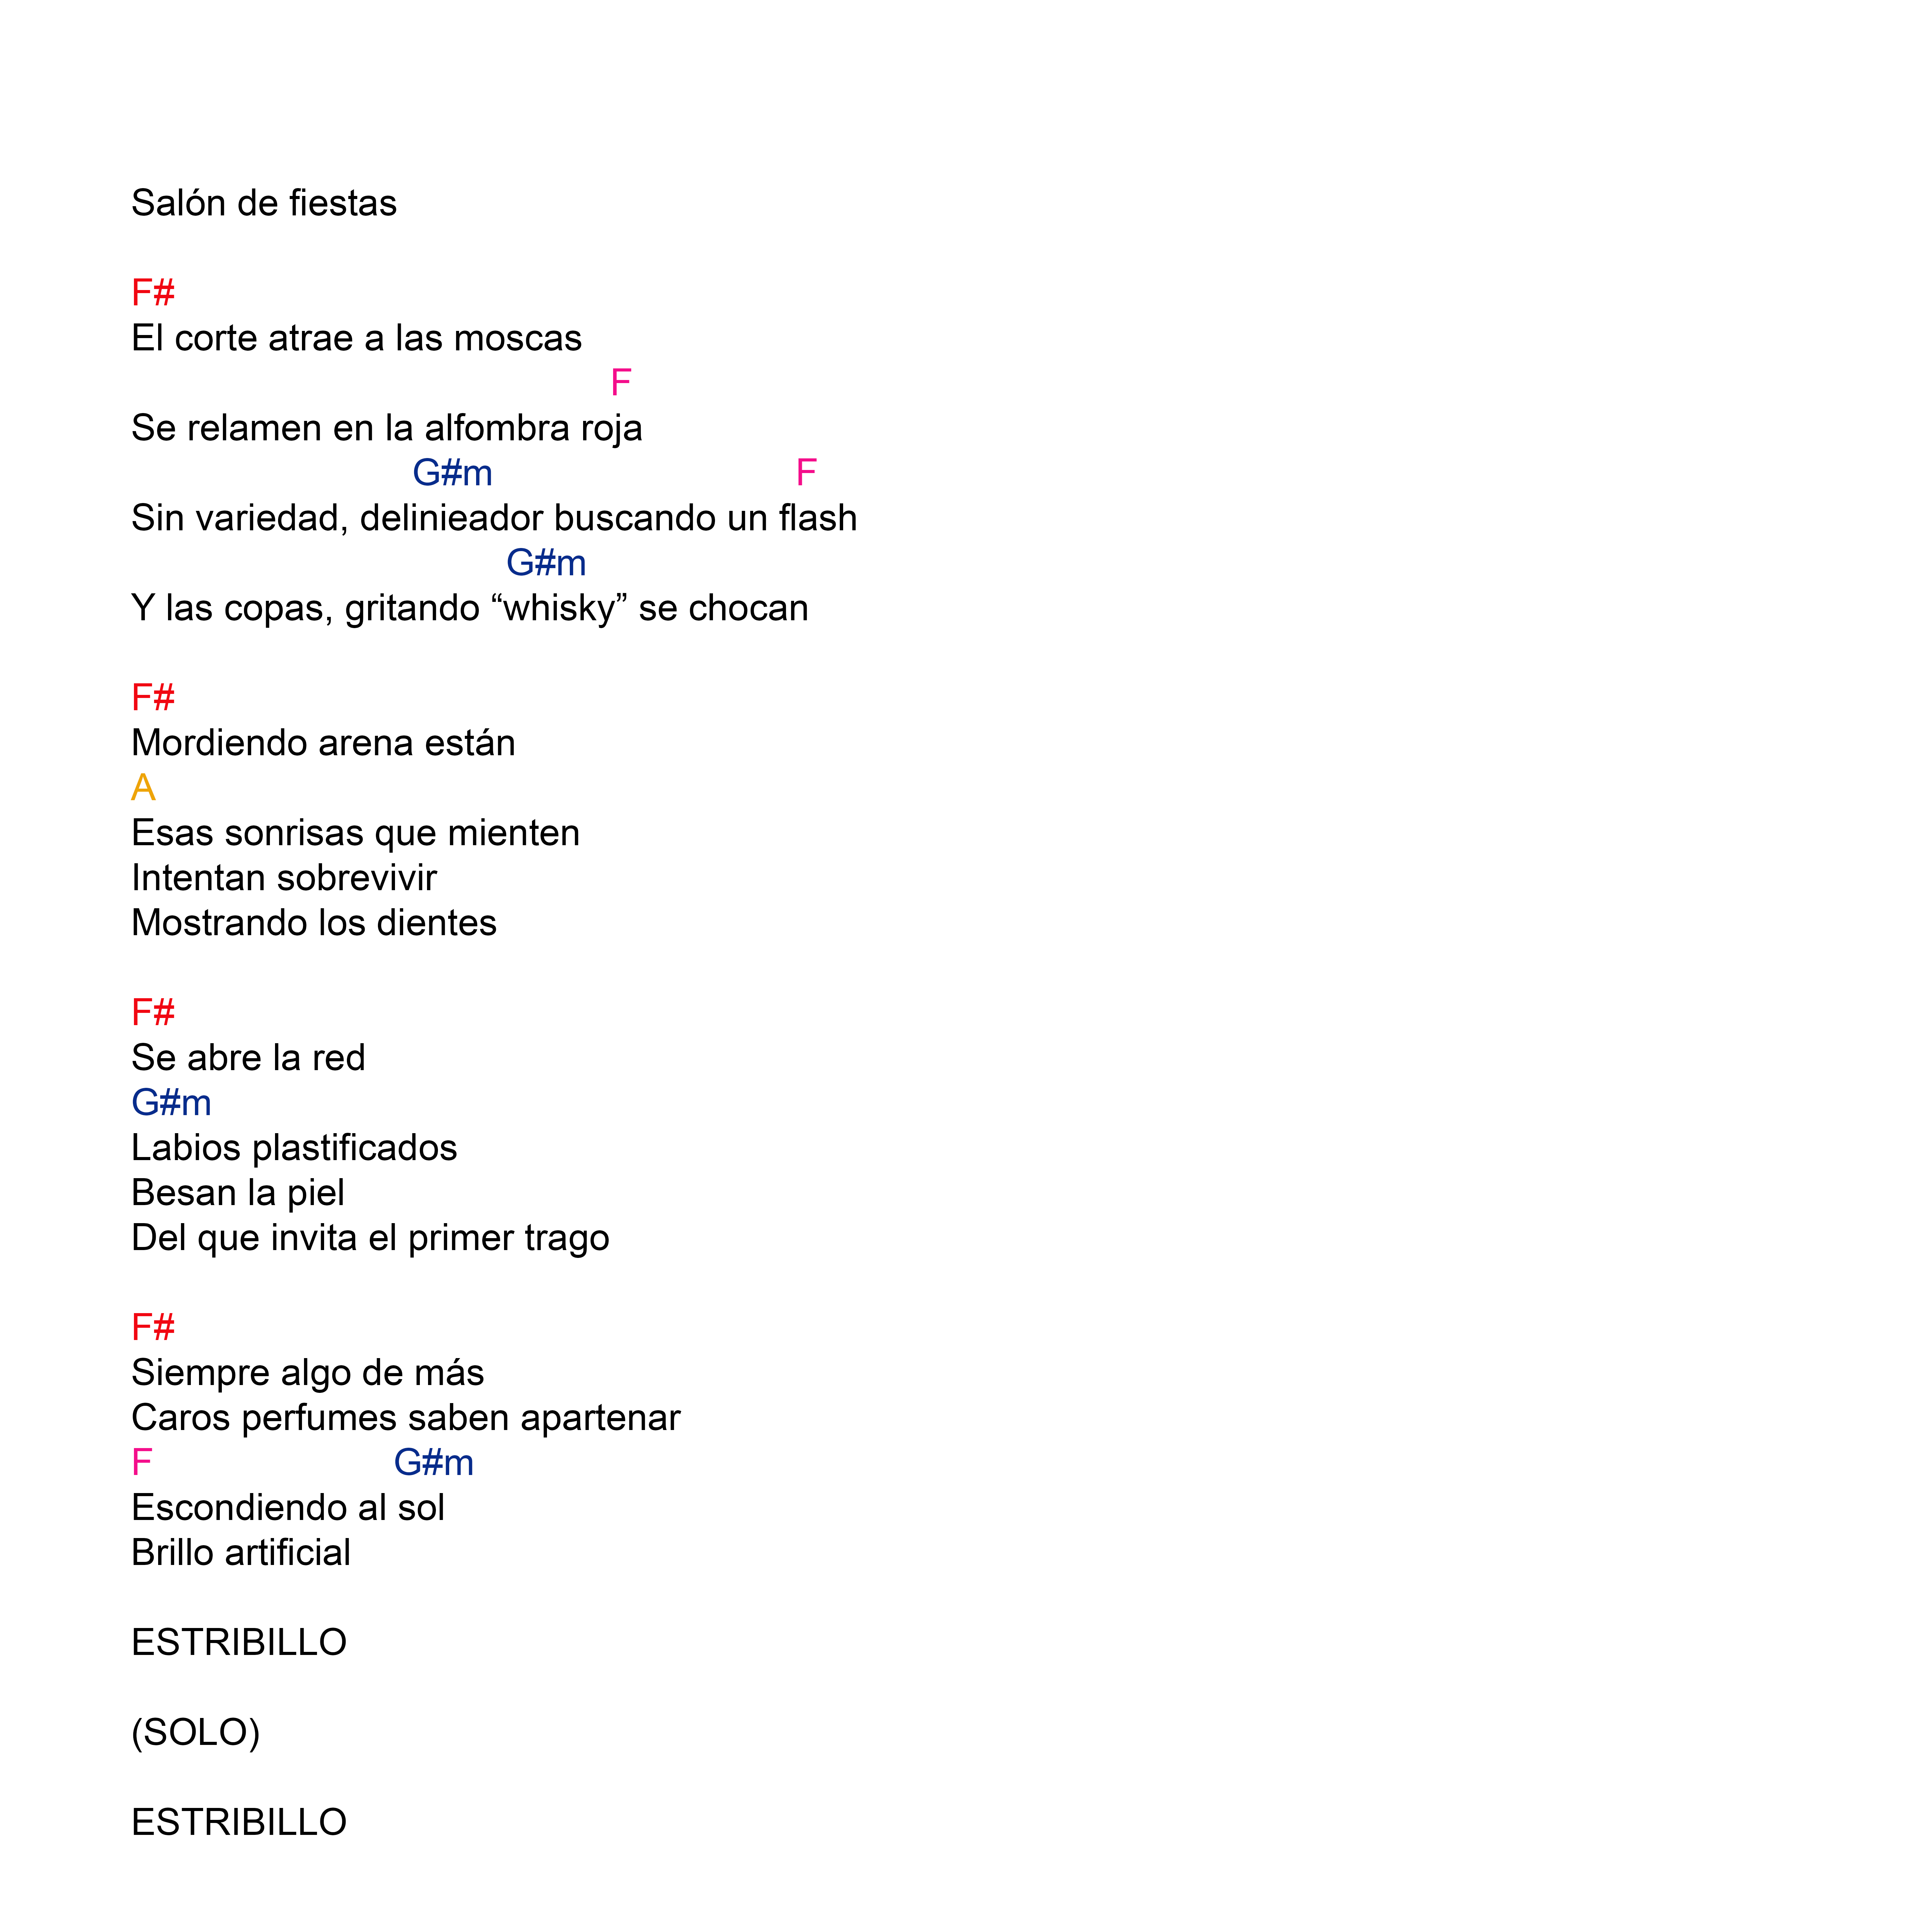 Salón de fiestas
F#
El corte atrae a las moscas
F
Se relamen en la alfombra roja
G#m F
Sin variedad, delinieador buscando un flash
G#m
Y las copas, gritando “whisky” se chocan
F#
Mordiendo arena están
A
Esas sonrisas que mienten
Intentan sobrevivir
Mostrando los dientes
F#
Se abre la red
G#m
Labios plastificados
Besan la piel
Del que invita el primer trago
F#
Siempre algo de más
Caros perfumes saben apartenar
F G#m
Escondiendo al sol
Brillo artificial
ESTRIBILLO
(SOLO)
ESTRIBILLO